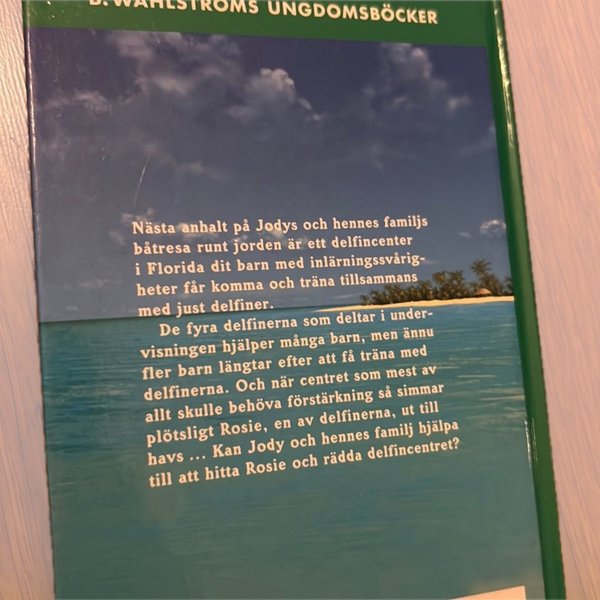 B. WAHLSTRÖMS UNGDOMSBÖCKER
Nästa anhalt på Jodys och hennes familjs
båtresa runt jorden är ett delfincenter
i Florida dit barn med inlärningssvårig-
heter får komma och träna tillsammans
med just delfiner.
De fyra delfinerna som deltar i under-
visningen hjälper många barn, men ännu
fler barn längtar efter att få träna med
delfinerna. Och när centret som mest av
allt skulle behöva förstärkning så simmar
plötsligt Rosie, en av delfinerna, ut till
havs ... Kan Jody och hennes familj hjälpa
till att hitta Rosie och rädda delfincentret?